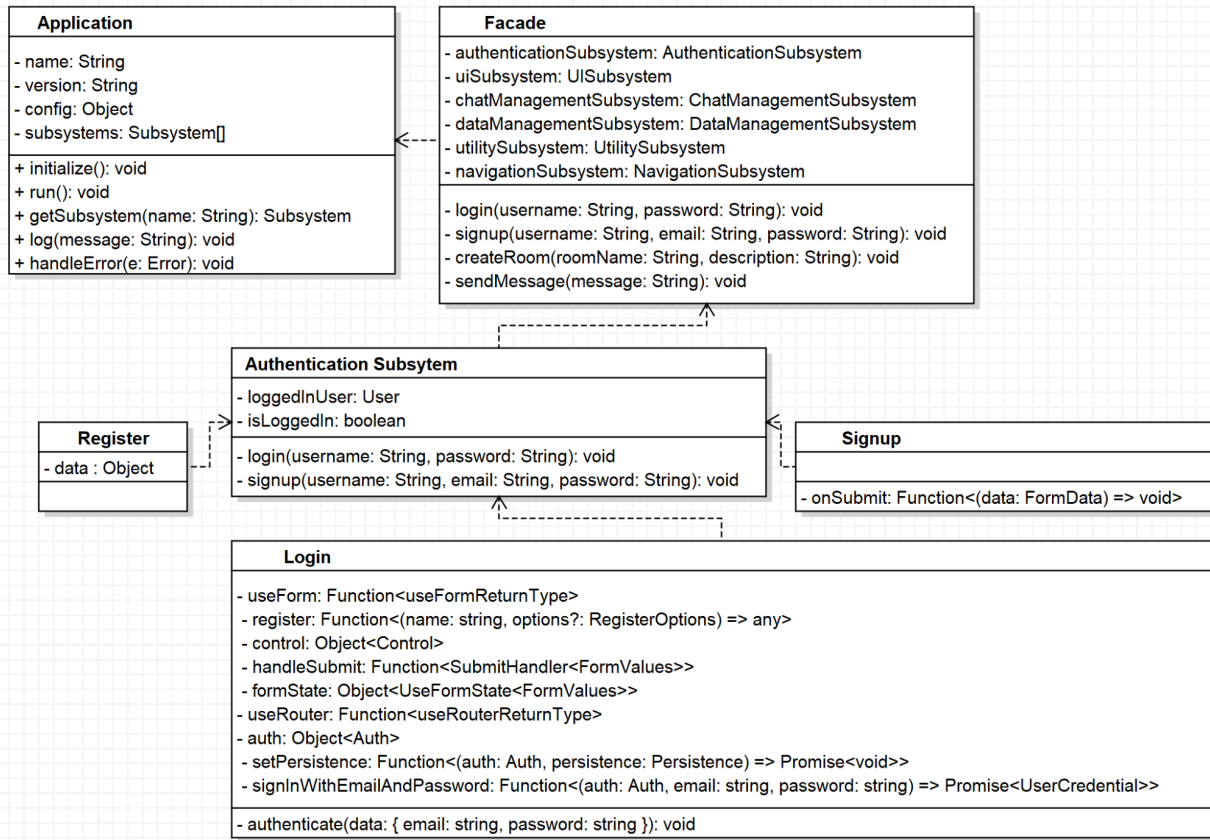 Application
- name: String
- version: String
- config: Object
- subsystems: Subsystem[]
+ initialize(): void
+ run(): void
+ getSubsystem(name: String): Subsystem
+ log(message: String): void
+ handleError(e: Error): void
Facade
- authenticationSubsystem: AuthenticationSubsystem
- uiSubsystem: UISubsystem
- chatManagementSubsystem: ChatManagementSubsystem
- dataManagementSubsystem: DataManagementSubsystem
- utilitySubsystem: UtilitySubsystem
- navigationSubsystem: NavigationSubsystem
- login(username: String, password: String): void
- signup(username: String, email: String, password: String): void
- createRoom(roomName: String, description: String): void
- sendMessage(message: String): void
Authentication Subsytem
- loggedInUser: User
- isLoggedIn: boolean
- login(username: String, password: String): void
- signup(username: String, email: String, password: String): void
Register
- data : Object
Signup
- onSubmit: Function<(data: FormData) => void>
Login
- useForm: Function<useFormReturnType>
- register: Function<(name: string, options?: RegisterOptions) => any>
- control: Object<Control>
- handleSubmit: Function<SubmitHandler<FormValues>>
- formState: Object<UseFormState<FormValues>>
- useRouter: Function<useRouterReturnType>
- auth: Object<Auth>
- setPersistence: Function<(auth: Auth, persistence: Persistence) => Promise<void>>
- signInWithEmailAndPassword: Function<(auth: Auth, email: string, password: string) => Promise<UserCredential>>
- authenticate(data: { email: string, password: string }): void